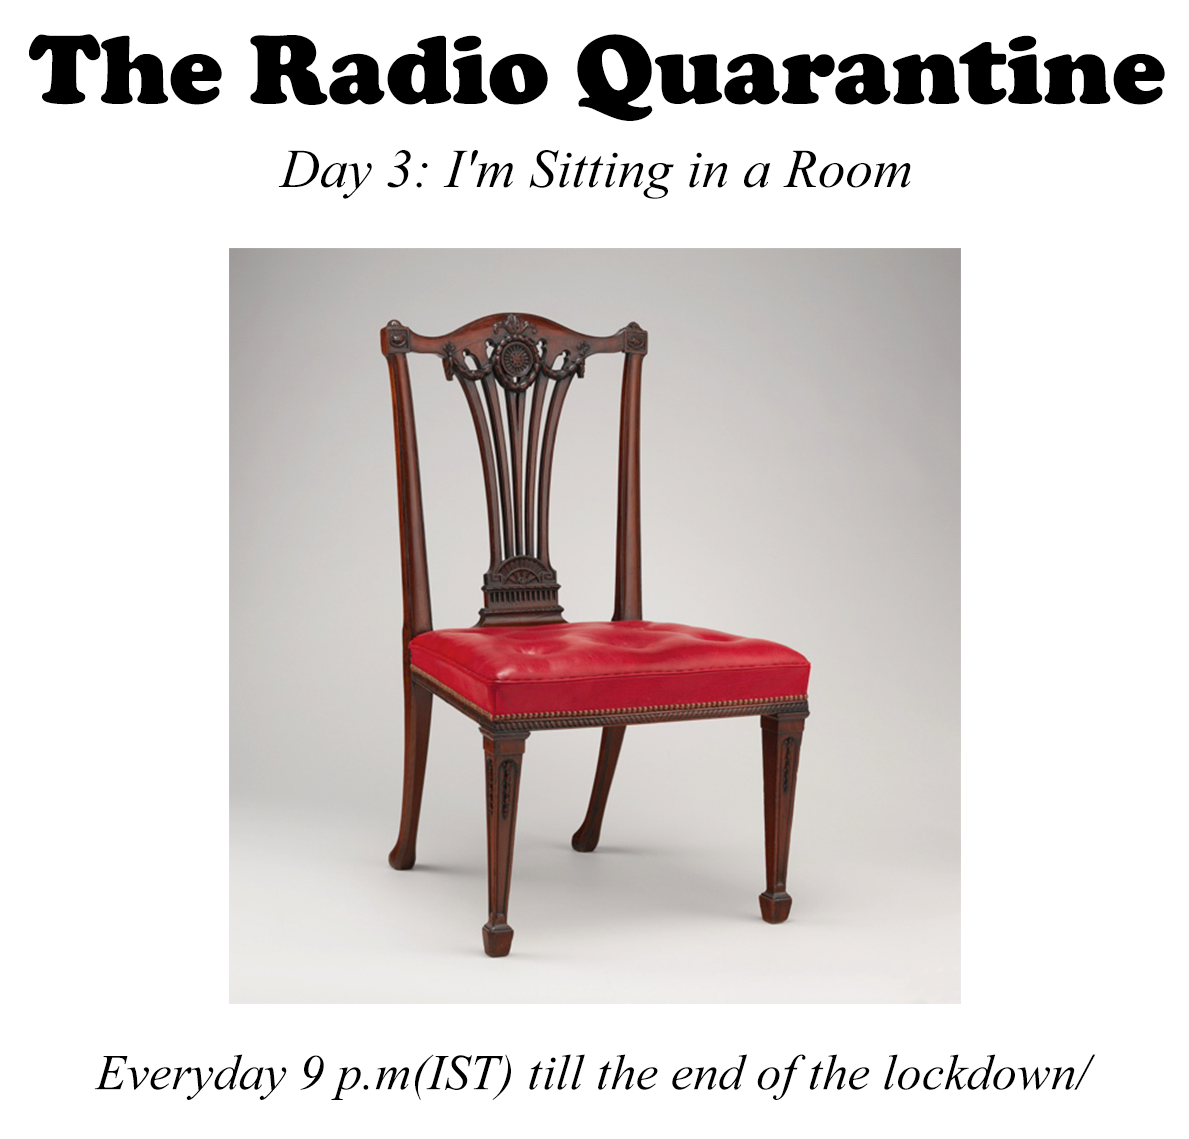 The Radio Quarantine
Day 3: I'm Sitting in a Room
Everyday 9 p.m(IST) till the end of the lockdown/